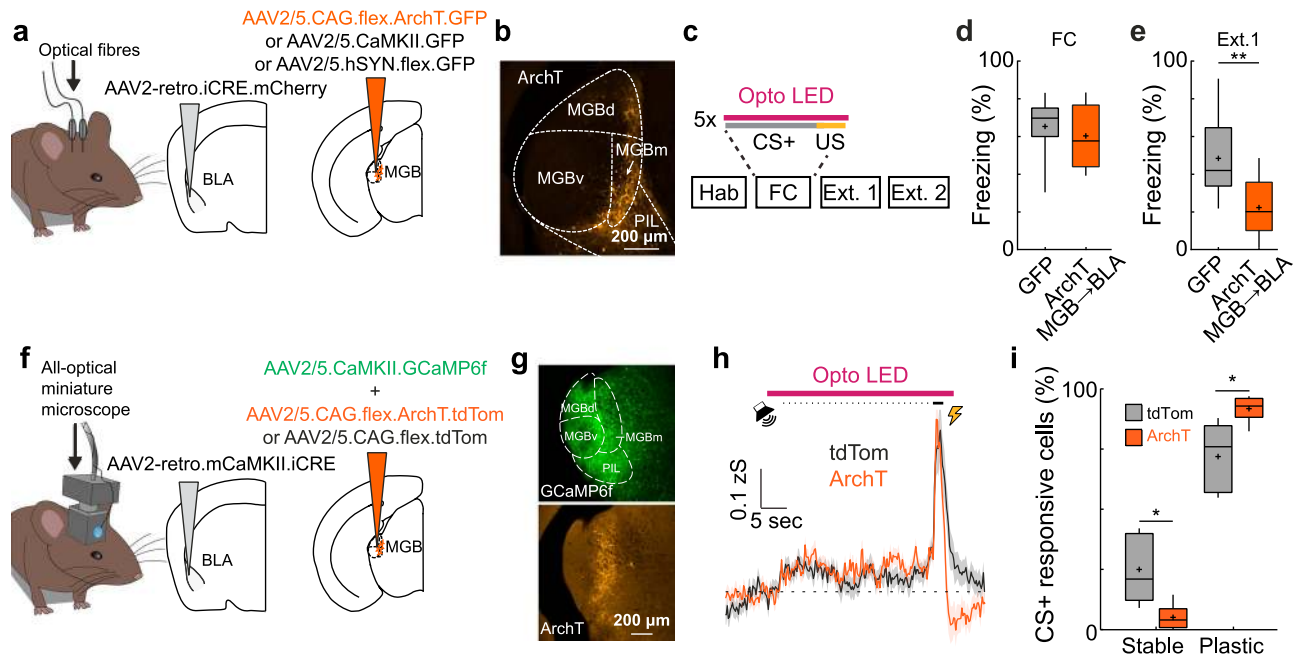 a
Optical fibres
AAV2-retro.iCRE.mCherry
AAV2/5.CAG.flex.ArchT.GFP
or AAV2/5.CaMKII.GFP
or AAV2/5.hSYN.flex.GFP
BLA
MGB
b
ArchT
MGBd
MGBm
MGBv
PIL
200 µm
c
Opto LED
5x
CS+ US
Hab FC Ext. 1 Ext. 2
d
FC
100
Freezing (%)
0
GFP
ArchT
MGB→BLA
e
Ext.1
**
100
Freezing (%)
0
GFP
ArchT
MGB→BLA
f
All-optical
miniature
microscope
AAV2/5.CaMKII.GCaMP6f
+
AAV2/5.CAG.flex.ArchT.tdTom
or AAV2/5.CAG.flex.tdTom
AAV2-retro.mCaMKII.iCRE
BLA
MGB
g
MGBd
MGBv
MGBm
PIL
GCaMP6f
ArchT
200 µm
h
Opto LED
tdTom
ArchT
0.1 zS
5 sec
i
CS+ responsive cells (%)
100
0
tdTom
ArchT
*
*
Stable Plastic